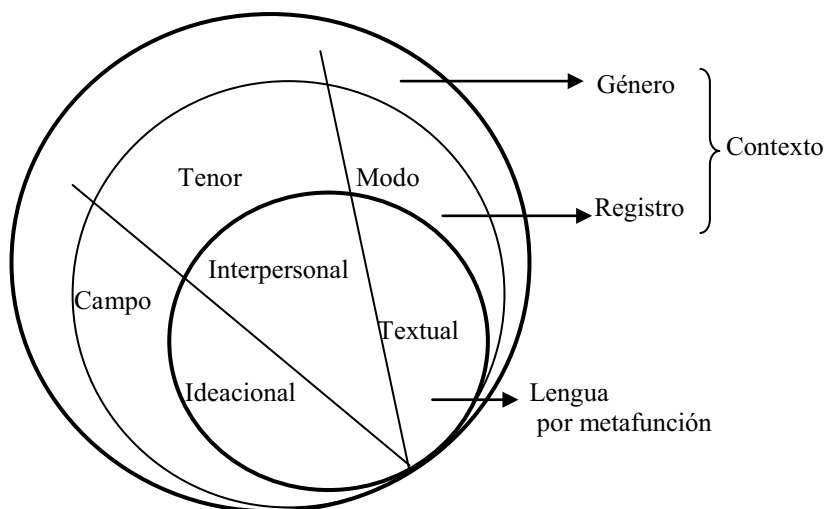 Género
Contexto
Tenor
Modo
Registro
Interpersonal
Campo
Textual
Ideacional
Lengua
por metafunción